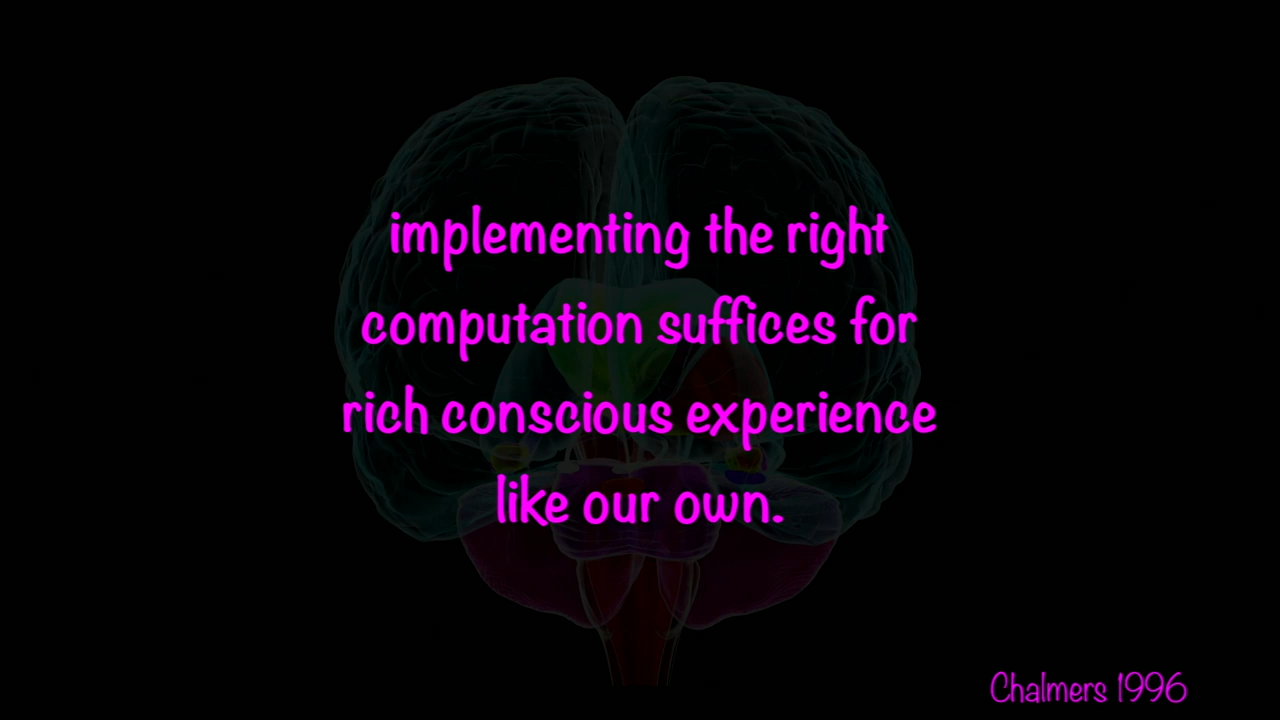 implementing the right
computation suffices for
rich conscious experience
like our own.
Chalmers 1996